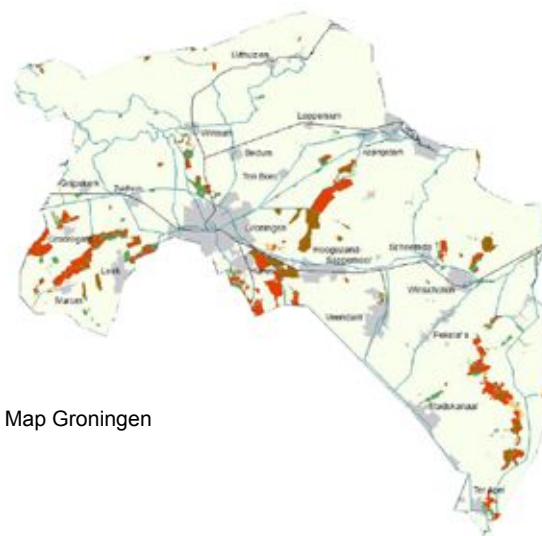 Uithuizen
Loppersum
Winsum
Bedum
Ten Boer
Grijpskerk
Zuidhorn
Groningen
Hoogezand-
Sappemeer
Scheemda
Leek
Marum
Winschoten
Veendam
Pekela's
Stadskanaal
Map Groningen
Ter Apel